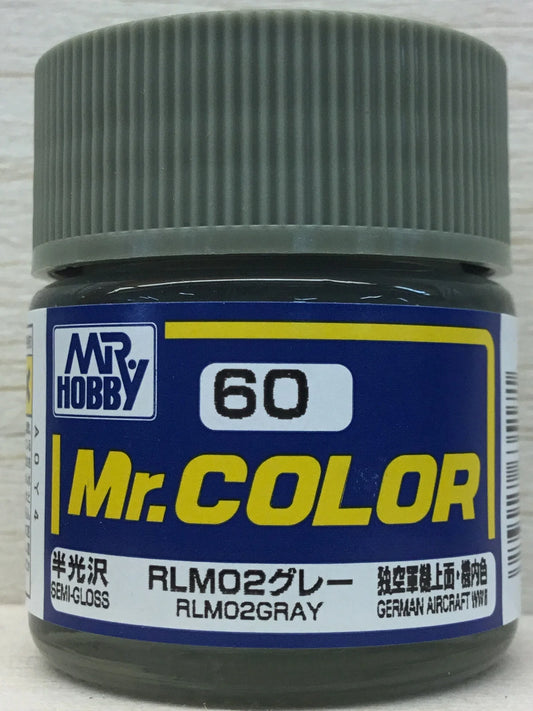 MR.
HOBBY
60
Mr.COLOR
半光沢
SEMI-GLOSS
RLM02グレー
RLM02GRAY
独空軍機上面・機内色
GERMAN AIRCRAFT WWII
A0Y4